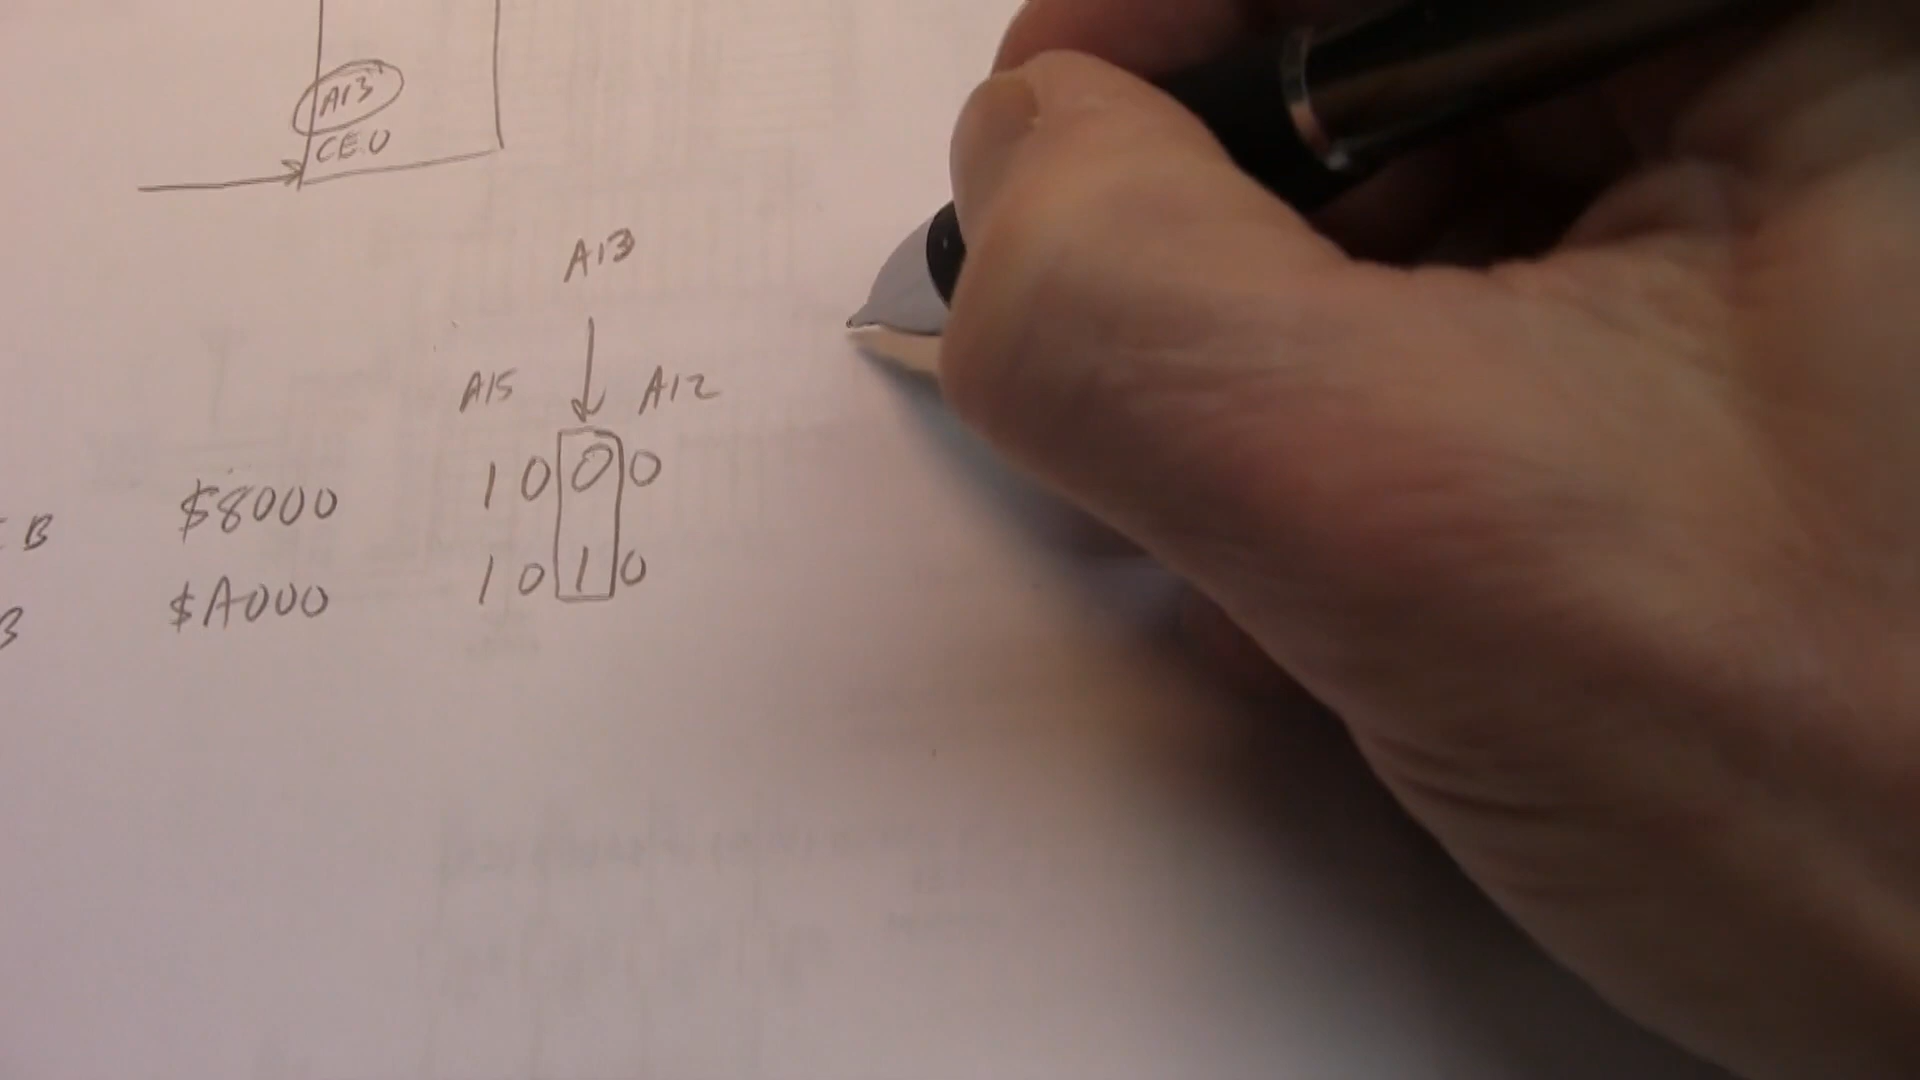 A13
CE0
A13
A15 A12
B $8000 1 0 0 0
B $A000 1 0 1 0